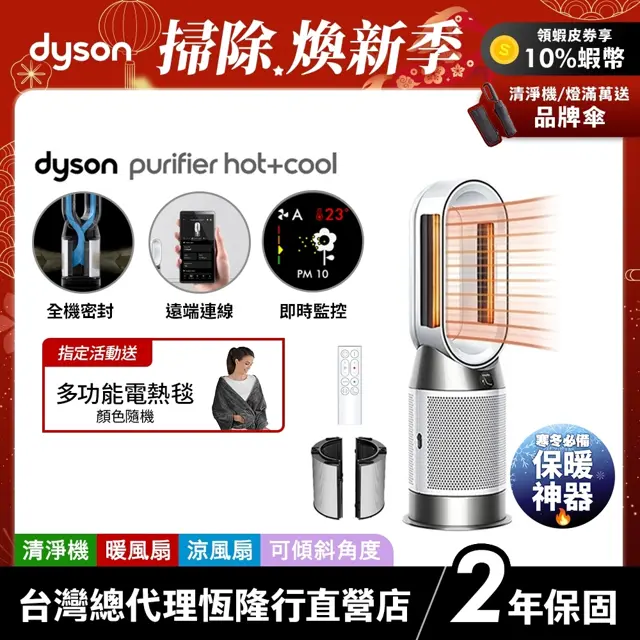 dyson 掃除.煥新季
領蝦皮券享
S 10%蝦幣
清淨機/燈滿萬送
品牌傘
dyson purifier hot+cool
A 23°
PM 10
全機密封
遠端連線
即時監控
指定活動送
多功能電熱毯
顏色隨機
寒冬必備
保暖
神器
清淨機 暖風扇 涼風扇 可傾斜角度
台灣總代理恆隆行直營店 2年保固